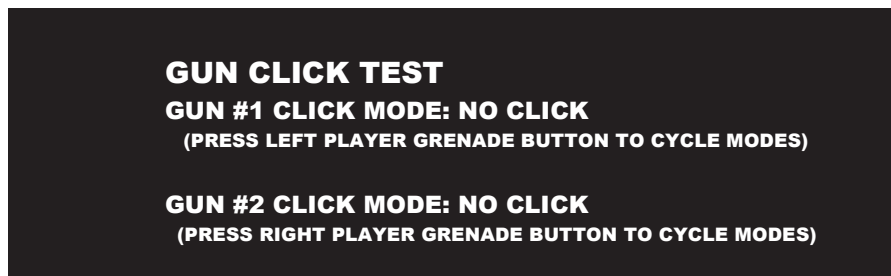 GUN CLICK TEST
GUN #1 CLICK MODE: NO CLICK
(PRESS LEFT PLAYER GRENADE BUTTON TO CYCLE MODES)
GUN #2 CLICK MODE: NO CLICK
(PRESS RIGHT PLAYER GRENADE BUTTON TO CYCLE MODES)